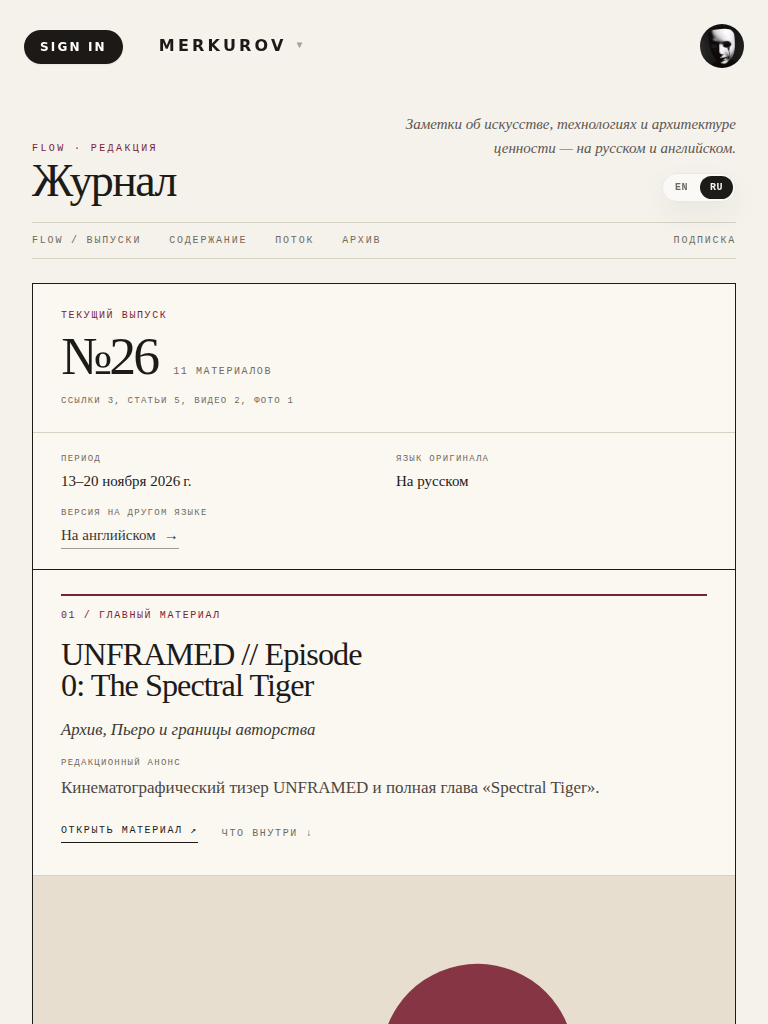 SIGN IN
MERKUROV ▾
Заметки об искусстве, технологиях и архитектуре
ценности — на русском и английском.
FLOW · РЕДАКЦИЯ
Журнал
EN RU
FLOW / ВЫПУСКИ СОДЕРЖАНИЕ ПОТОК АРХИВ ПОДПИСКА
ТЕКУЩИЙ ВЫПУСК
№26 11 МАТЕРИАЛОВ
ССЫЛКИ 3, СТАТЬИ 5, ВИДЕО 2, ФОТО 1
ПЕРИОД ЯЗЫК ОРИГИНАЛА
13–20 ноября 2026 г. На русском
ВЕРСИЯ НА ДРУГОМ ЯЗЫКЕ
На английском →
01 / ГЛАВНЫЙ МАТЕРИАЛ
UNFRAMED // Episode
0: The Spectral Tiger
Архив, Пьеро и границы авторства
РЕДАКЦИОННЫЙ АНОНС
Кинематографический тизер UNFRAMED и полная глава «Spectral Tiger».
ОТКРЫТЬ МАТЕРИАЛ ↗ ЧТО ВНУТРИ ↓